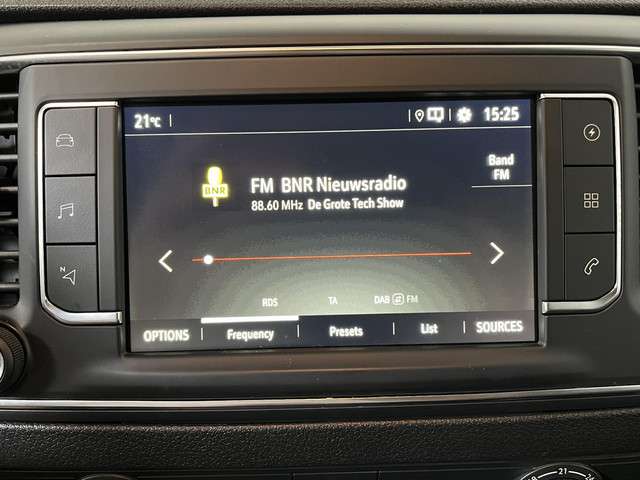 21°C
15:25
BNR
FM BNR Nieuwsradio
88.60 MHz De Grote Tech Show
Band
FM
N
RDS TA DAB FM
OPTIONS Frequency Presets List SOURCES
21